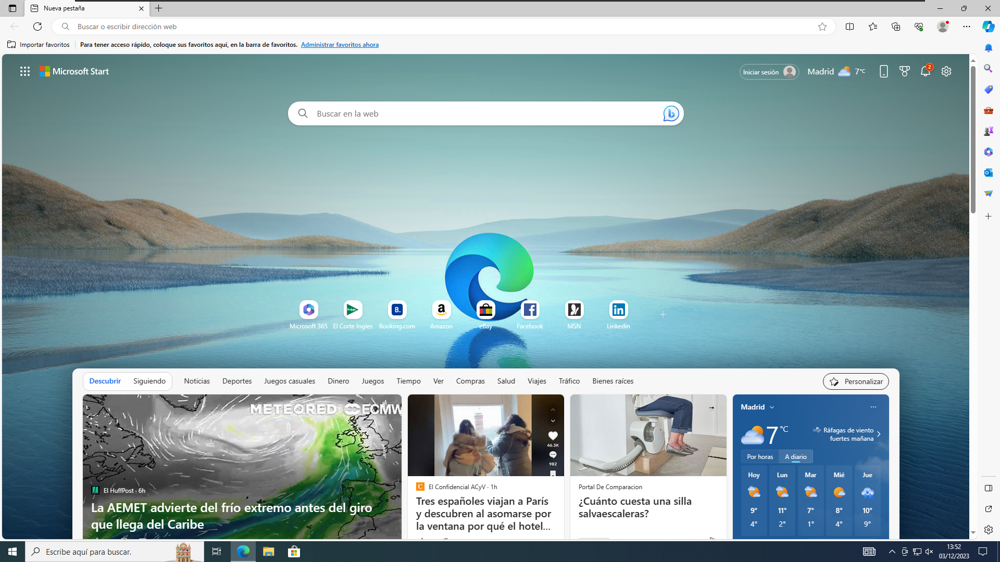 Nueva pestaña
Buscar o escribir dirección web
Importar favoritos
Para tener acceso rápido, coloque sus favoritos aquí, en la barra de favoritos. Administrar favoritos ahora
Microsoft Start
Iniciar sesión
Madrid
7°C
2
Buscar en la web
Microsoft 365
El Corte Ingles
Booking.com
Amazon
eBay
Facebook
MSN
Linkedin
Descubrir
Siguiendo
Noticias
Deportes
Juegos casuales
Dinero
Juegos
Tiempo
Ver
Compras
Salud
Viajes
Tráfico
Bienes raíces
Personalizar
METEORED ECMW
El HuffPost · 6h
La AEMET advierte del frío extremo antes del giro
que llega del Caribe
46.3K
982
El Confidencial ACyV · 1h
Tres españoles viajan a París
y descubren al asomarse por
la ventana por qué el hotel...
Portal De Comparacion
¿Cuánto cuesta una silla
salvaescaleras?
Madrid
7 °C
Ráfagas de viento
fuertes mañana
Por horas
A diario
Hoy Lun Mar Mié Jue
9° 11° 7° 8° 10°
4° 2° 1° 4° 9°
Escribe aquí para buscar.
13:52
03/12/2023